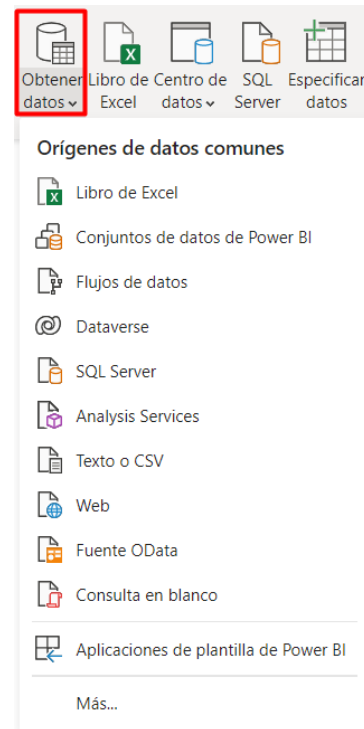 Obtener Libro de Centro de SQL Especificar
datos Excel datos Server datos
Orígenes de datos comunes
Libro de Excel
Conjuntos de datos de Power BI
Flujos de datos
Dataverse
SQL Server
Analysis Services
Texto o CSV
Web
Fuente OData
Consulta en blanco
Aplicaciones de plantilla de Power BI
Más...